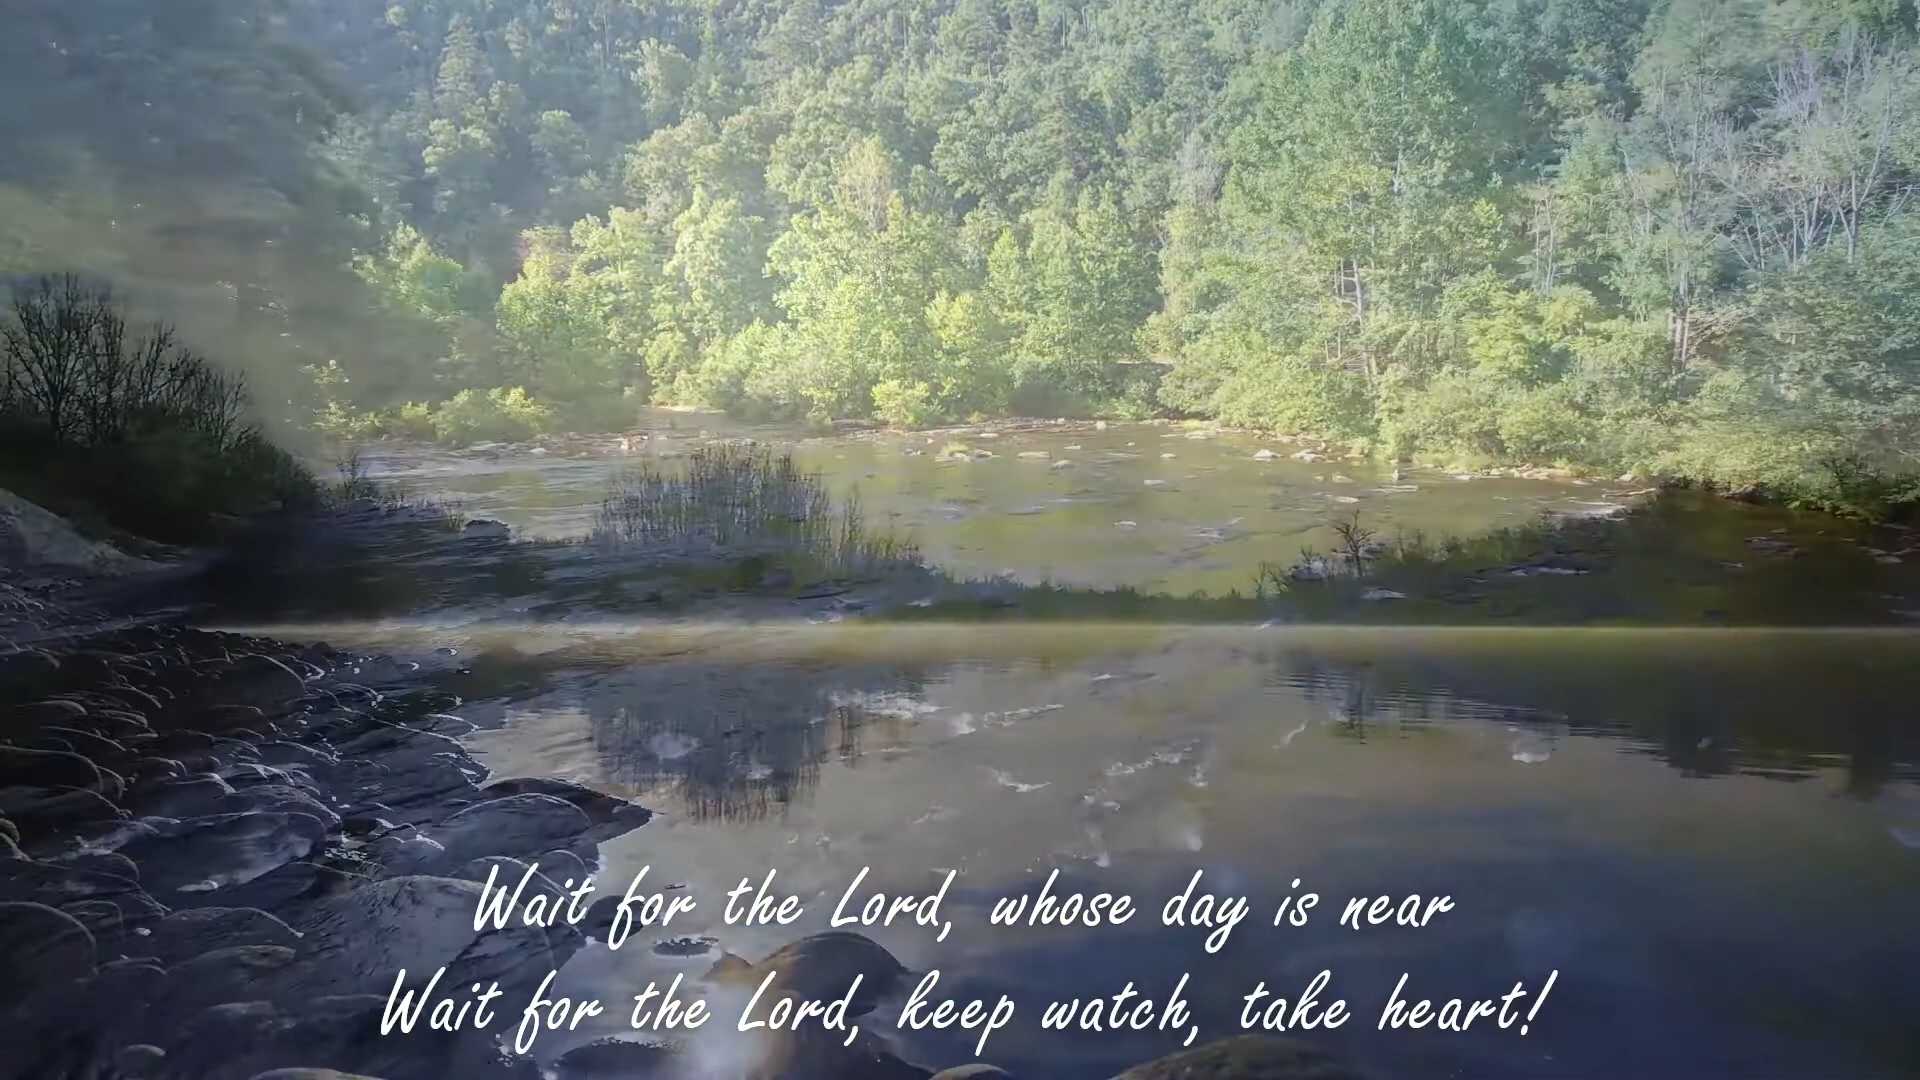 Wait for the Lord, whose day is near
Wait for the Lord, keep watch, take heart!